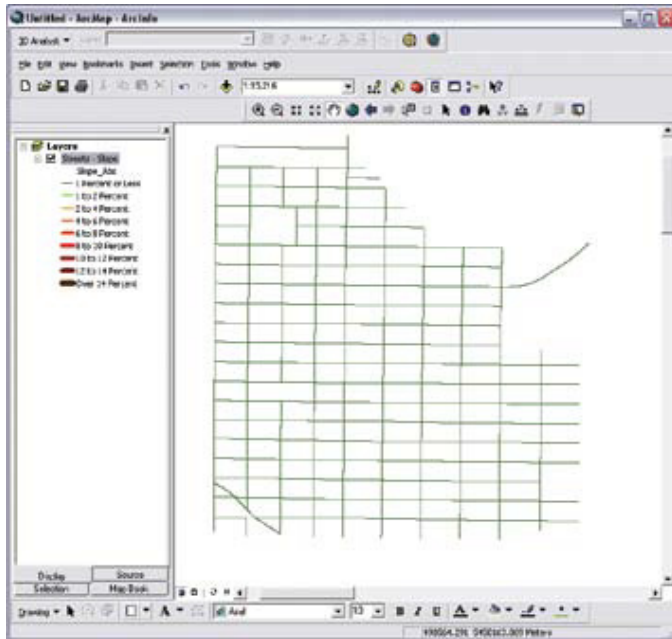 Untitled - ArcMap - ArcInfo
3D Analyst
File Edit View Bookmarks Insert Selection Tools Window Help
Layers
Streets - Slope
Slope_Abs
1 Percent or Less
1 to 2 Percent
2 to 4 Percent
4 to 6 Percent
6 to 8 Percent
8 to 10 Percent
10 to 12 Percent
12 to 14 Percent
Over 14 Percent
Display Source
Selection Map Book
Drawing A Arial 10 B I U A
Meters